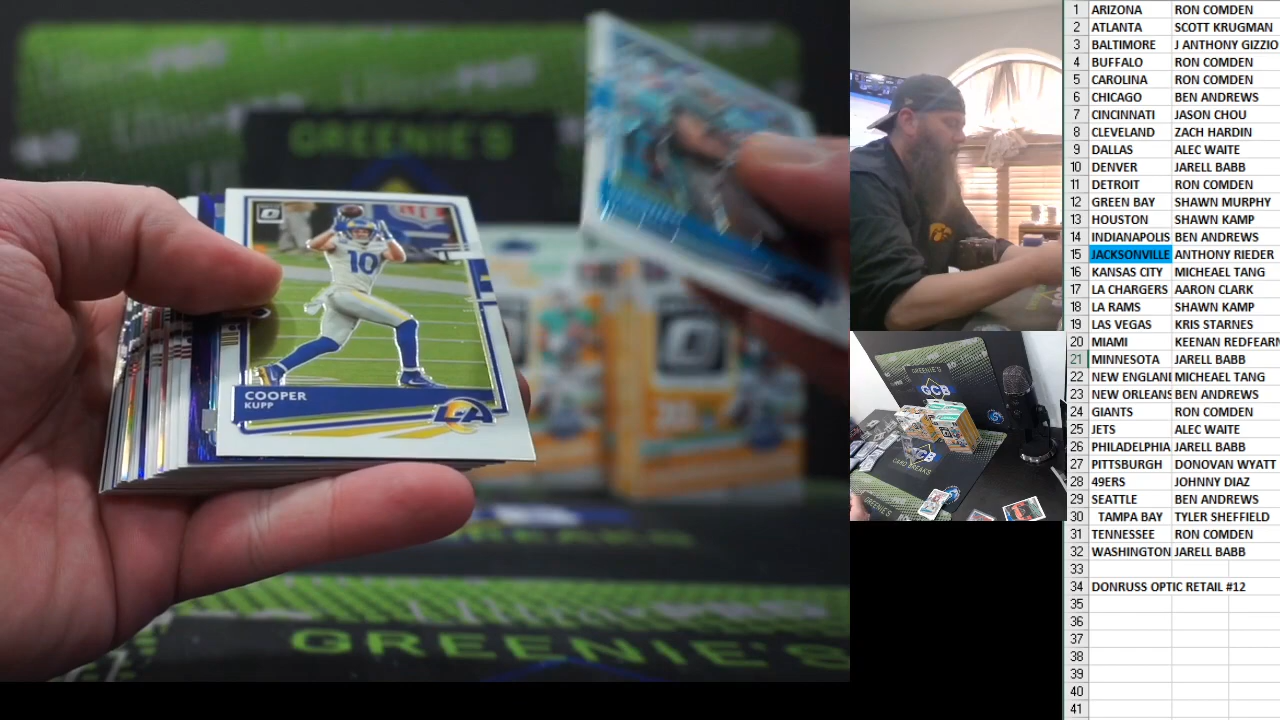 GREENIE'S
10
COOPER
KUPP
LA
GREENIE'S
GREENIE'S
GCB
GCB
CARD BREAKS
1 ARIZONA RON COMDEN
2 ATLANTA SCOTT KRUGMAN
3 BALTIMORE J ANTHONY GIZZIO
4 BUFFALO RON COMDEN
5 CAROLINA RON COMDEN
6 CHICAGO BEN ANDREWS
7 CINCINNATI JASON CHOU
8 CLEVELAND ZACH HARDIN
9 DALLAS ALEC WAITE
10 DENVER JARELL BABB
11 DETROIT RON COMDEN
12 GREEN BAY SHAWN MURPHY
13 HOUSTON SHAWN KAMP
14 INDIANAPOLIS BEN ANDREWS
15 JACKSONVILLE ANTHONY RIEDER
16 KANSAS CITY MICHEAEL TANG
17 LA CHARGERS AARON CLARK
18 LA RAMS SHAWN KAMP
19 LAS VEGAS KRIS STARNES
20 MIAMI KEENAN REDFEARN
21 MINNESOTA JARELL BABB
22 NEW ENGLAND MICHEAEL TANG
23 NEW ORLEANS BEN ANDREWS
24 GIANTS RON COMDEN
25 JETS ALEC WAITE
26 PHILADELPHIA JARELL BABB
27 PITTSBURGH DONOVAN WYATT
28 49ERS JOHNNY DIAZ
29 SEATTLE BEN ANDREWS
30 TAMPA BAY TYLER SHEFFIELD
31 TENNESSEE RON COMDEN
32 WASHINGTON JARELL BABB
33
34 DONRUSS OPTIC RETAIL #12
35
36
37
38
39
40
41